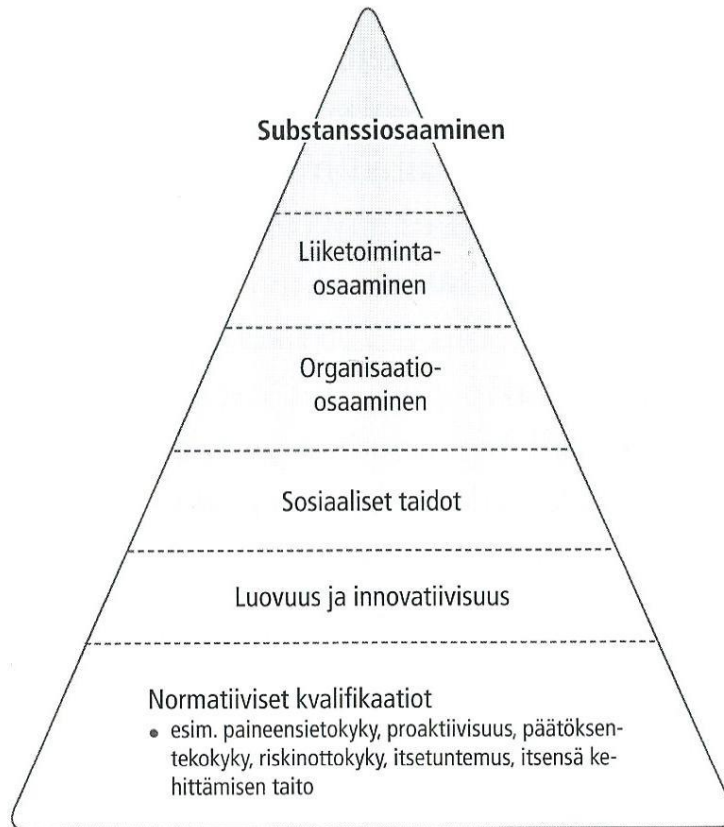 Substanssiosaaminen
Liiketoiminta-
osaaminen
Organisaatio-
osaaminen
Sosiaaliset taidot
Luovuus ja innovatiivisuus
Normatiiviset kvalifikaatiot
• esim. paineensietokyky, proaktiivisuus, päätöksen-
tekokyky, riskinottokyky, itsetuntemus, itsensä ke-
hittämisen taito